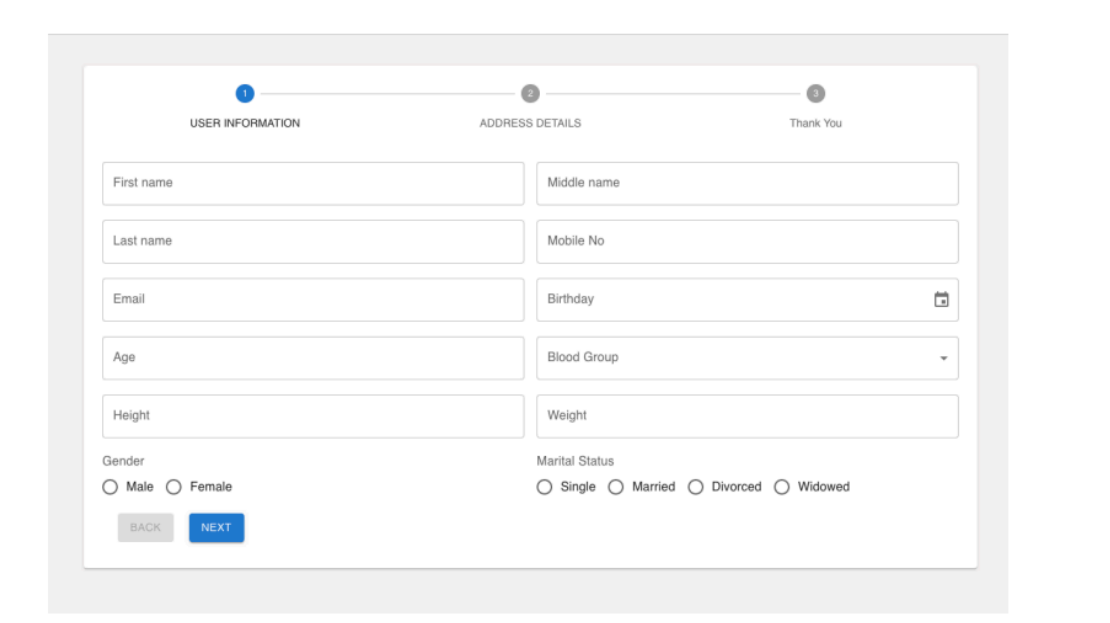 1 2 3
USER INFORMATION ADDRESS DETAILS Thank You
First name Middle name
Last name Mobile No
Email Birthday
Age Blood Group
Height Weight
Gender Marital Status
Male Female Single Married Divorced Widowed
BACK NEXT